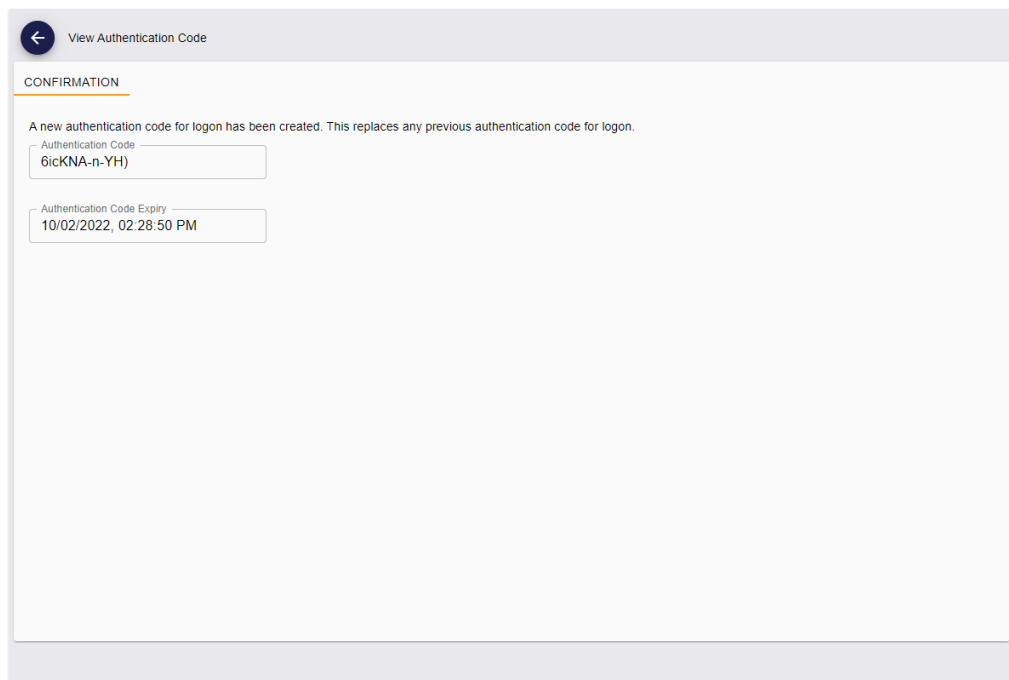 View Authentication Code
CONFIRMATION
A new authentication code for logon has been created. This replaces any previous authentication code for logon.
Authentication Code
6icKNA-n-YH)
Authentication Code Expiry
10/02/2022, 02:28:50 PM